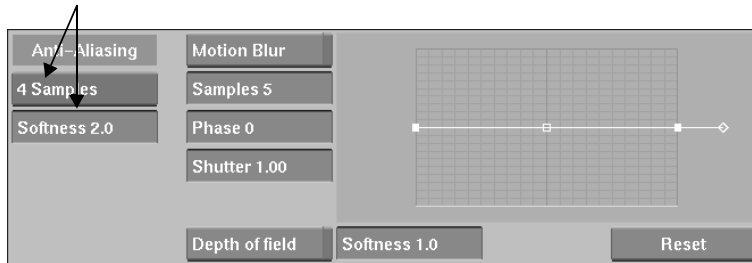 Anti-Aliasing
4 Samples
Softness 2.0
Motion Blur
Samples 5
Phase 0
Shutter 1.00
Depth of field
Softness 1.0
Reset